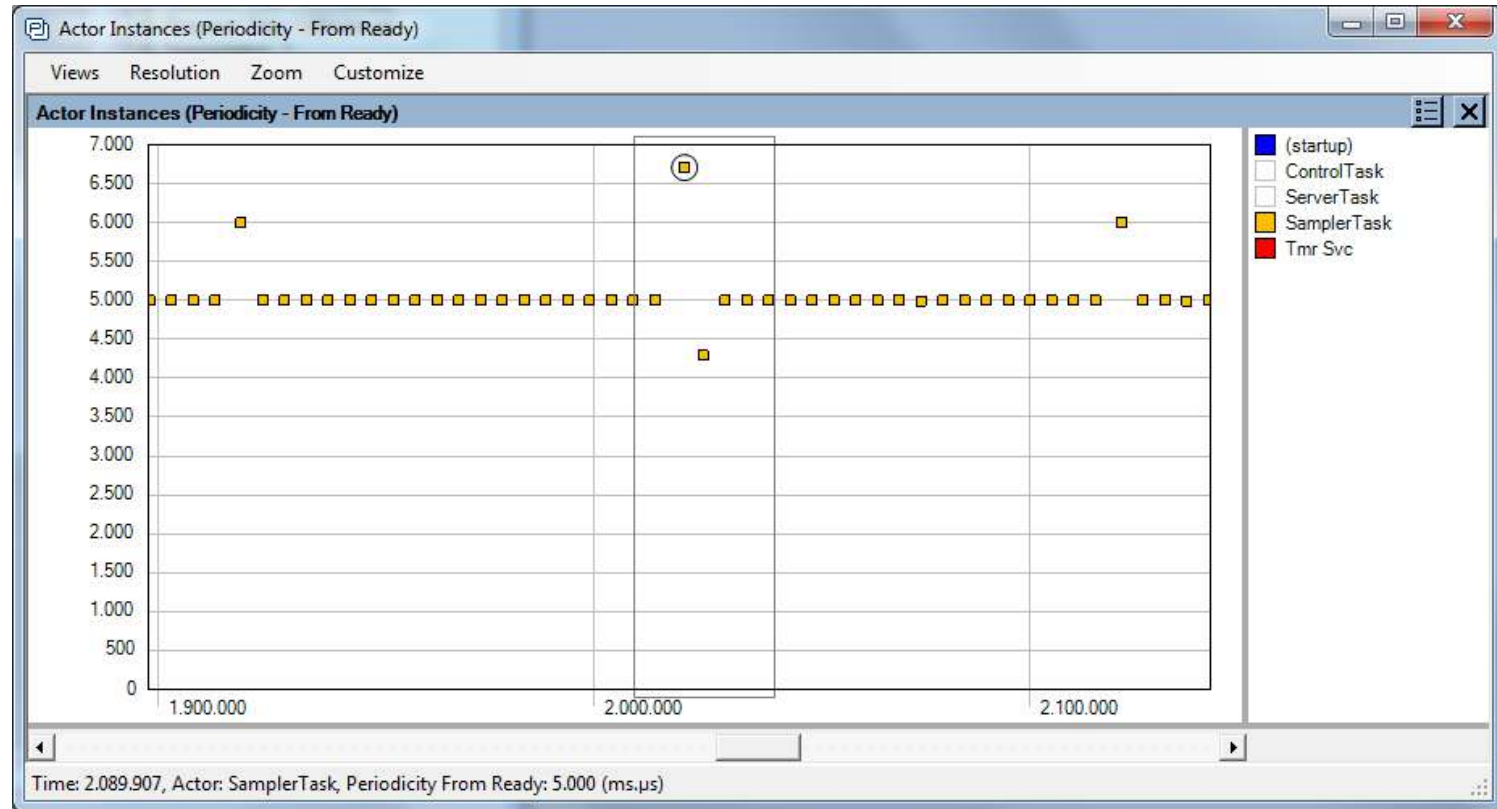 Actor Instances (Periodicity - From Ready)
Views Resolution Zoom Customize
Actor Instances (Periodicity - From Ready)
7.000
6.500
6.000
5.500
5.000
4.500
4.000
3.500
3.000
2.500
2.000
1.500
1.000
500
0
1.900.000 2.000.000 2.100.000
(startup)
ControlTask
ServerTask
SamplerTask
Tmr Svc
Time: 2.089.907, Actor: SamplerTask, Periodicity From Ready: 5.000 (ms.µs)